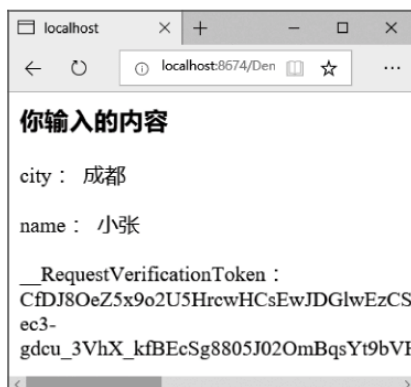 localhost
localhost:8674/Den
你输入的内容
city： 成都
name： 小张
__RequestVerificationToken：
CfDJ8OeZ5x9o2U5HrcwHCsEwJDGlwEzCS
ec3-
gdcu_3VhX_kfBEcSg8805J02OmBqsYt9bVF